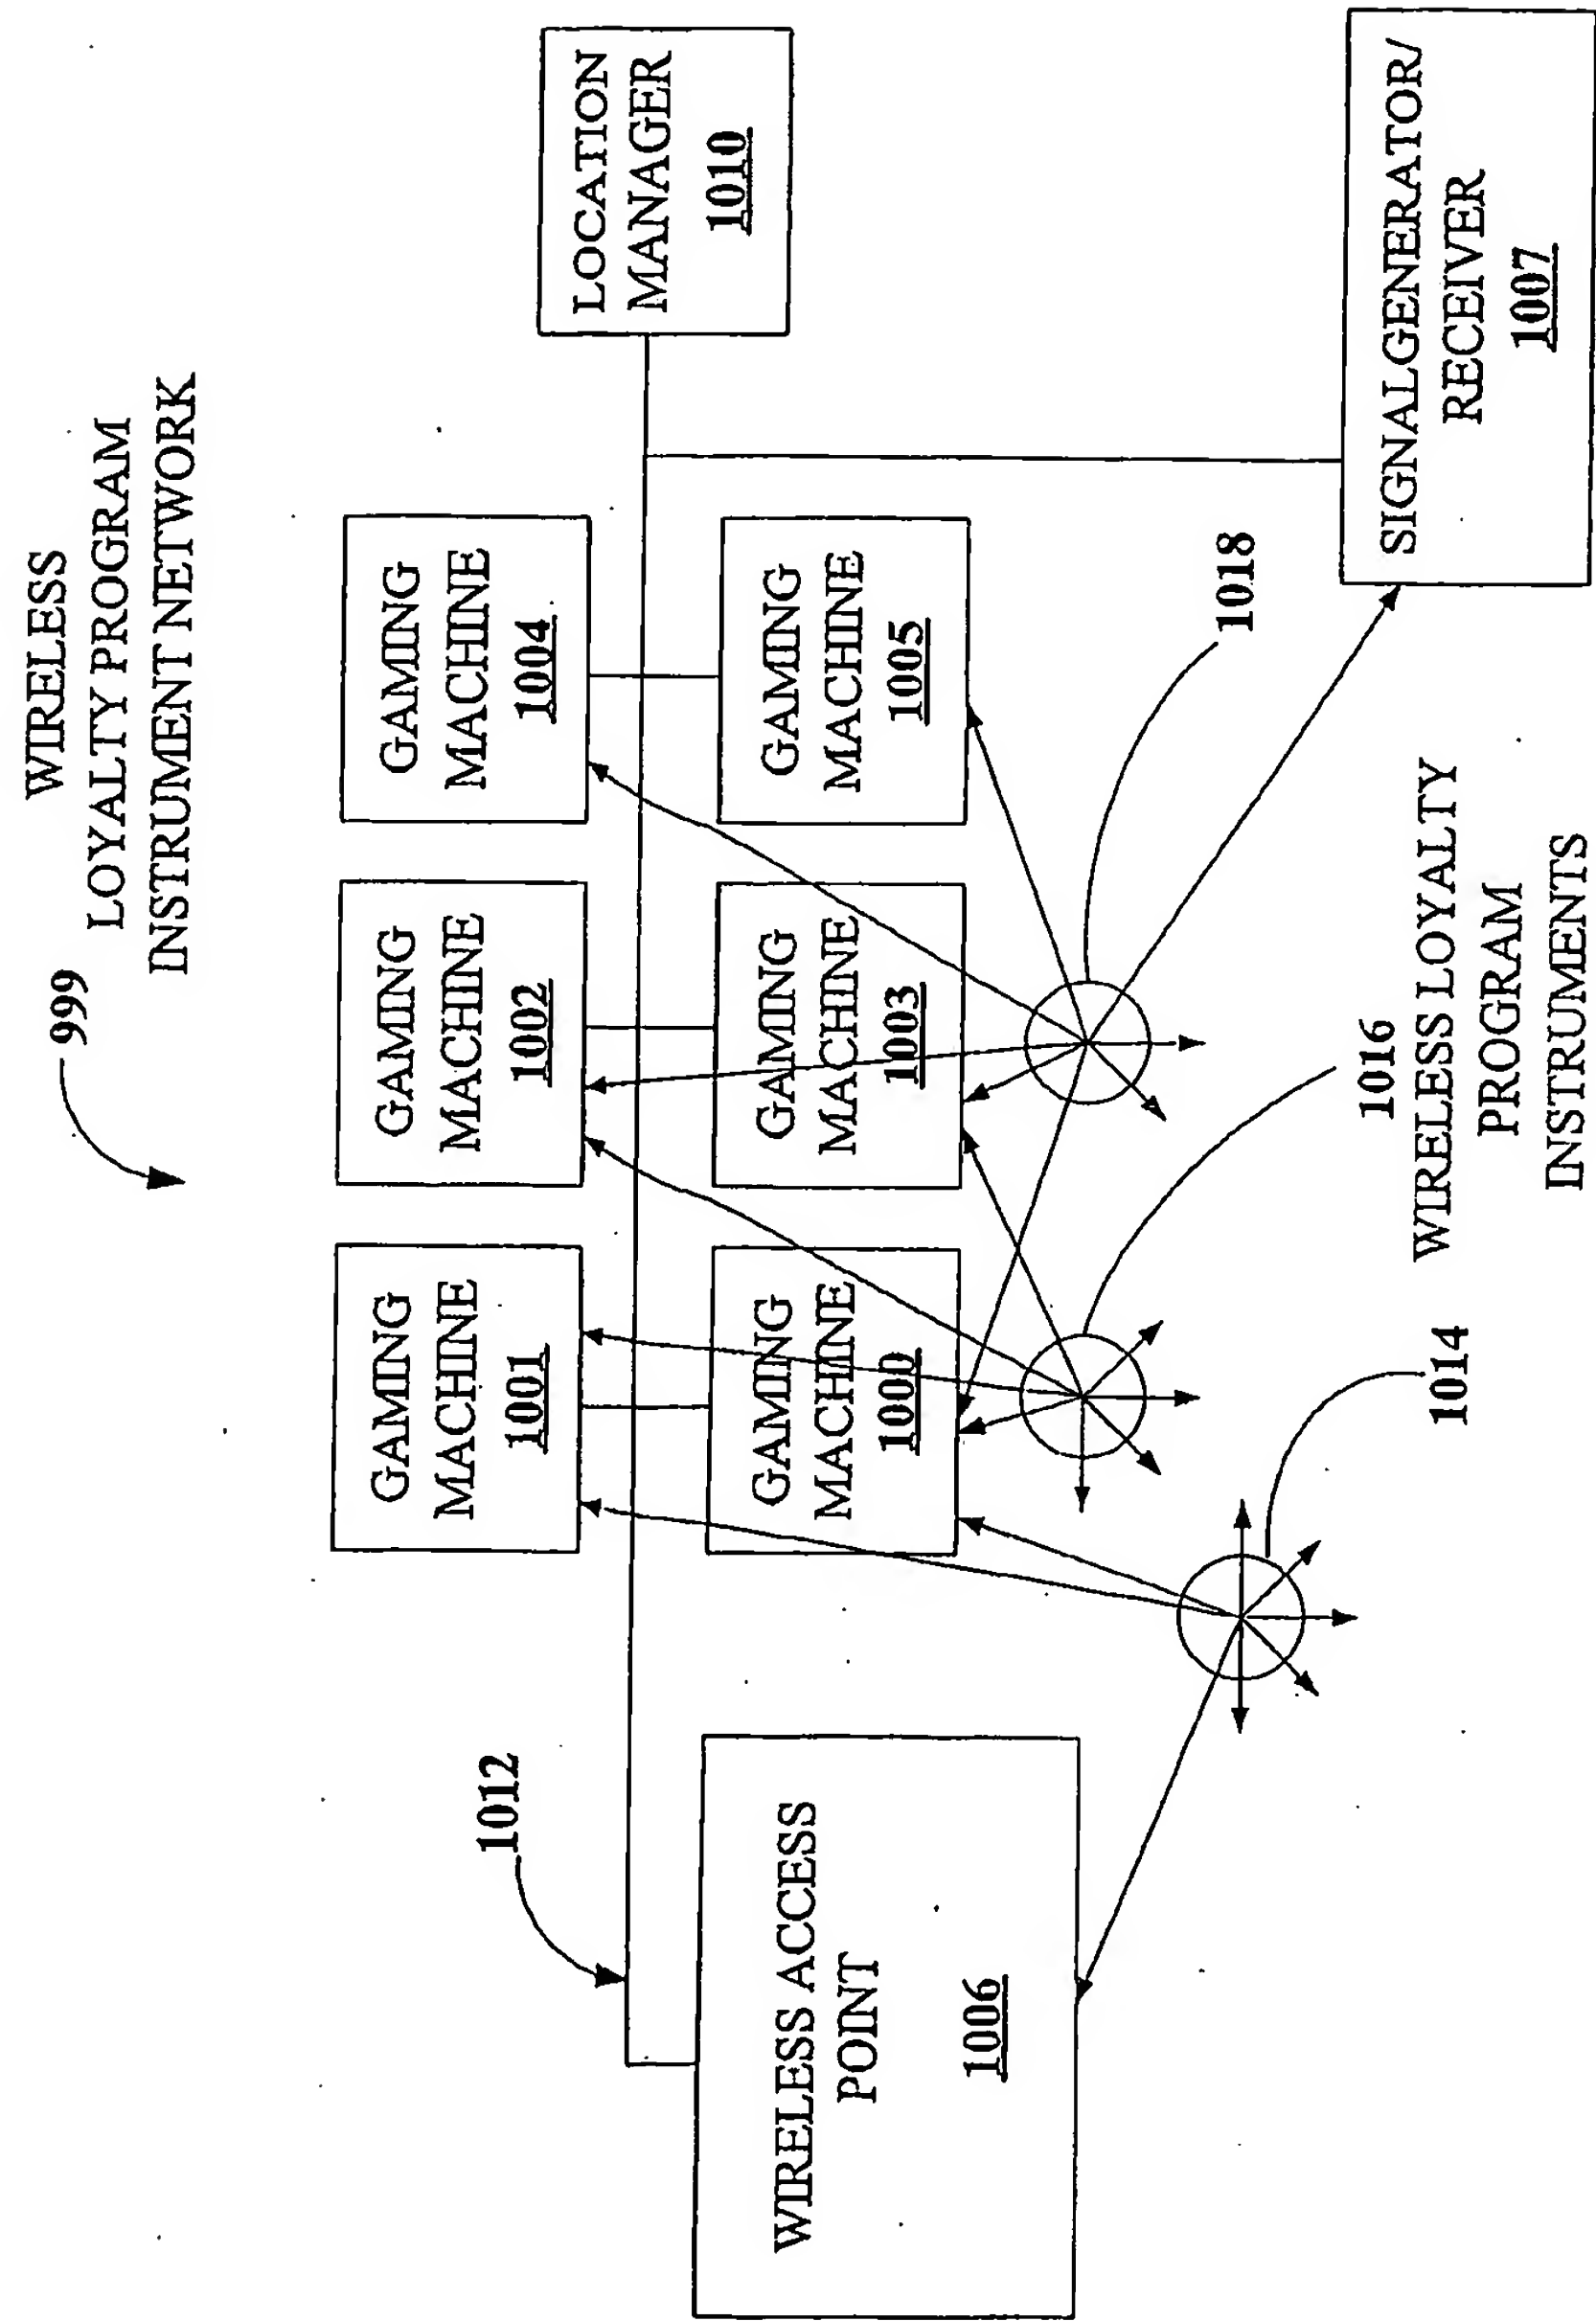 WIRELESS
LOYALTY PROGRAM
INSTRUMENT NETWORK
999
GAMING
MACHINE
1001
GAMING
MACHINE
1002
GAMING
MACHINE
1004
1012
LOCATION
MANAGER
1010
WIRELESS ACCESS
POINT
1006
GAMING
MACHINE
1000
GAMING
MACHINE
1003
GAMING
MACHINE
1005
1018
1016
1014
WIRELESS LOYALTY
PROGRAM
INSTRUMENTS
SIGNALGENERATOR/
RECEIVER
1007